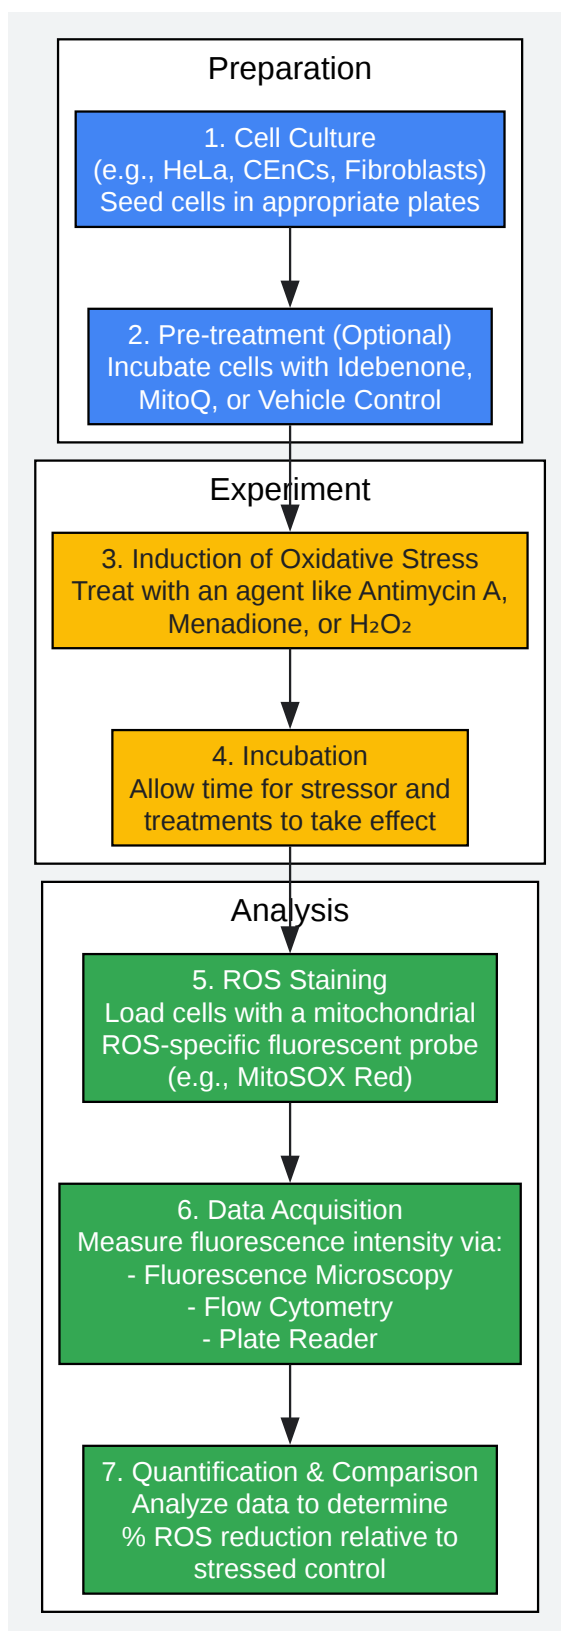 Preparation
1. Cell Culture
(e.g., HeLa, CEnCs, Fibroblasts)
Seed cells in appropriate plates
2. Pre-treatment (Optional)
Incubate cells with Idebenone,
MitoQ, or Vehicle Control
Experiment
3. Induction of Oxidative Stress
Treat with an agent like Antimycin A,
Menadione, or H₂O₂
4. Incubation
Allow time for stressor and
treatments to take effect
Analysis
5. ROS Staining
Load cells with a mitochondrial
ROS-specific fluorescent probe
(e.g., MitoSOX Red)
6. Data Acquisition
Measure fluorescence intensity via:
- Fluorescence Microscopy
- Flow Cytometry
- Plate Reader
7. Quantification & Comparison
Analyze data to determine
% ROS reduction relative to
stressed control